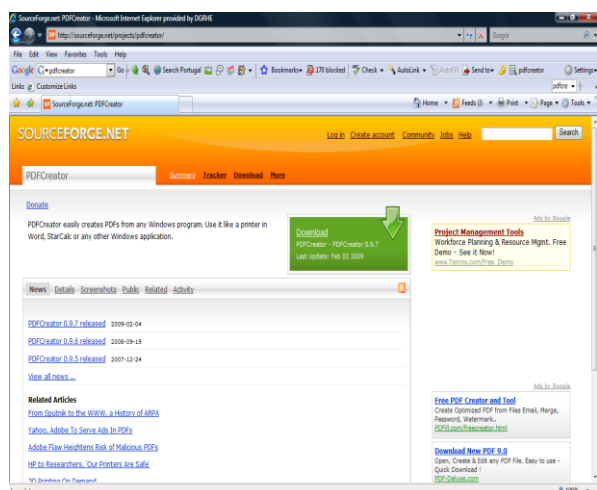 SourceForge.net: PDFCreator - Microsoft Internet Explorer provided by DGRHE
http://sourceforge.net/projects/pdfcreator/
Google
File Edit View Favorites Tools Help
Google pdfcreator Go Search Portugal Bookmarks 170 blocked Check AutoLink AutoFill Send to pdfcreator Settings
Links Customize Links
SourceForge.net: PDFCreator
Home Feeds (J) Print Page Tools
SOURCEFORGE.NET
Log in Create account Community Jobs Help
Search
PDFCreator
Summary Tracker Download More
Donate
PDFCreator easily creates PDFs from any Windows program. Use it like a printer in
Word, StarCalc or any other Windows application.
Download
PDFCreator - PDFCreator 0.9.7
Last Update: Feb 03 2009
Ads by Google
Project Management Tools
Workforce Planning & Resource Mgmt. Free
Demo - See it Now!
www.Tenrox.com/Free_Demo
News Details Screenshots Public Related Activity
PDFCreator 0.9.7 released 2009-02-04
PDFCreator 0.9.6 released 2008-09-19
PDFCreator 0.9.5 released 2007-12-24
View all news ...
Related Articles
From Sputnik to the WWW, a History of ARPA
Yahoo, Adobe To Serve Ads In PDFs
Adobe Flaw Heightens Risk of Malicious PDFs
HP to Researchers, 'Our Printers Are Safe'
3D Printing On Demand
Ads by Google
Free PDF Creator and Tool
Create Optimized PDF from Files Email, Merge,
Password, Watermark..
PDFill.com/freecreator.html
Download New PDF 9.0
Open, Create & Edit any PDF File. Easy to use -
Quick Download !
PDF-Deluxe.com